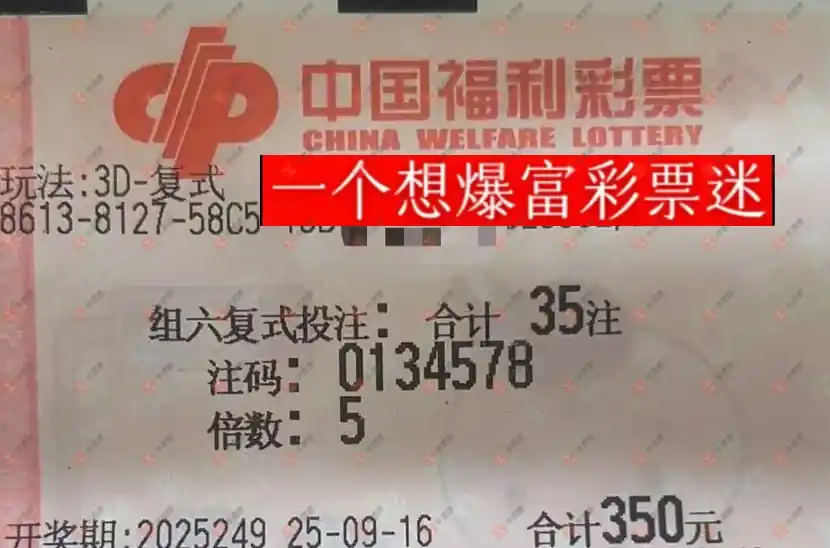 中国福利彩票
CHINA WELFARE LOTTERY
玩法:3D-复式
一个想爆富彩票迷
8613-8127-58C5
组六复式投注: 合计 35注
注码: 0134578
倍数: 5
开奖期:2025249 25-09-16 合计350元